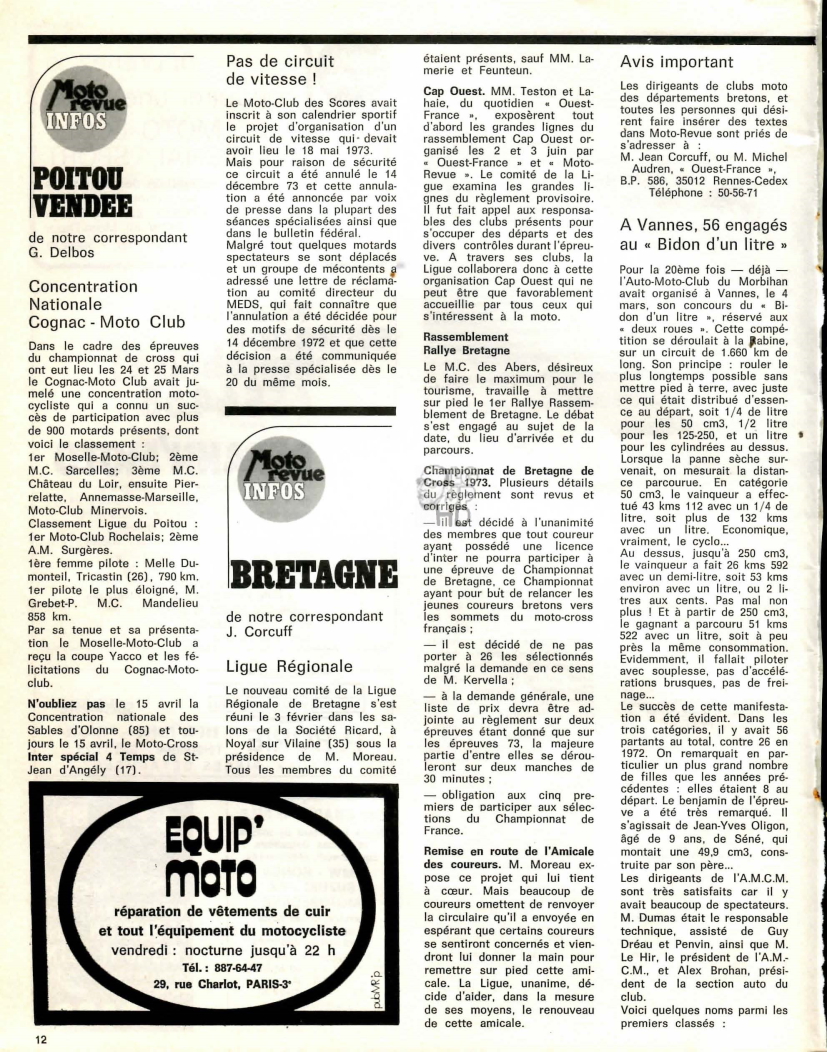 Moto
revue
INFOS
POITOU
VENDEE
de notre correspondant
G. Delbos
Concentration
Nationale
Cognac - Moto Club
Dans le cadre des épreuves
du championnat de cross qui
ont eut lieu les 24 et 25 Mars
le Cognac-Moto Club avait ju-
melé une concentration moto-
cycliste qui a connu un suc-
cès de participation avec plus
de 900 motards présents, dont
voici le classement :
1er Moselle-Moto-Club; 2ème
M.C. Sarcelles; 3ème M.C.
Château du Loir, ensuite Pier-
relatte, Annemasse-Marseille,
Moto-Club Minervois.
Classement Ligue du Poitou :
1er Moto-Club Rochelais; 2ème
A.M. Surgères.
1ère femme pilote : Melle Du-
monteil, Tricastin (26), 790 km.
1er pilote le plus éloigné, M.
Grebet-P. M.C. Mandelieu
858 km.
Par sa tenue et sa présenta-
tion le Moselle-Moto-Club a
reçu la coupe Yacco et les fé-
licitations du Cognac-Moto-
club.
N'oubliez pas le 15 avril la
Concentration nationale des
Sables d'Olonne (85) et tou-
jours le 15 avril, le Moto-Cross
Inter spécial 4 Temps de St-
Jean d'Angély (17).
Pas de circuit
de vitesse !
Le Moto-Club des Scores avait
inscrit à son calendrier sportif
le projet d'organisation d'un
circuit de vitesse qui devait
avoir lieu le 18 mai 1973.
Mais pour raison de sécurité
ce circuit a été annulé le 14
décembre 73 et cette annula-
tion a été annoncée par voix
de presse dans la plupart des
séances spécialisées ainsi que
dans le bulletin fédéral.
Malgré tout quelques motards
spectateurs se sont déplacés
et un groupe de mécontents a
adressé une lettre de réclama-
tion au comité directeur du
MEDS, qui fait connaître que
l'annulation a été décidée pour
des motifs de sécurité dès le
14 décembre 1972 et que cette
décision a été communiquée
à la presse spécialisée dès le
20 du même mois.
Moto
revue
INFOS
BRETAGNE
de notre correspondant
J. Corcuff
Ligue Régionale
Le nouveau comité de la Ligue
Régionale de Bretagne s'est
réuni le 3 février dans les sa-
lons de la Société Ricard, à
Noyal sur Vilaine (35) sous la
présidence de M. Moreau.
Tous les membres du comité
étaient présents, sauf MM. La-
merie et Feunteun.
Cap Ouest. MM. Teston et La-
haie, du quotidien « Ouest-
France », exposèrent tout
d'abord les grandes lignes du
rassemblement Cap Ouest or-
ganisé les 2 et 3 juin par
« Ouest-France » et « Moto-
Revue ». Le comité de la Li-
gue examina les grandes li-
gnes du règlement provisoire.
Il fut fait appel aux responsa-
bles des clubs présents pour
s'occuper des départs et des
divers contrôles durant l'épreu-
ve. A travers ses clubs, la
Ligue collaborera donc à cette
organisation Cap Ouest qui ne
peut être que favorablement
accueillie par tous ceux qui
s'intéressent à la moto.
Rassemblement
Rallye Bretagne
Le M.C. des Abers, désireux
de faire le maximum pour le
tourisme, travaille à mettre
sur pied le 1er Rallye Rassem-
blement de Bretagne. Le débat
s'est engagé au sujet de la
date, du lieu d'arrivée et du
parcours.
Championnat de Bretagne de
Cross 1973. Plusieurs détails
du règlement sont revus et
corrigés :
— il est décidé à l'unanimité
des membres que tout coureur
ayant possédé une licence
d'inter ne pourra participer à
une épreuve de Championnat
de Bretagne, ce Championnat
ayant pour but de relancer les
jeunes coureurs bretons vers
les sommets du moto-cross
français ;
— il est décidé de ne pas
porter à 26 les sélectionnés
malgré la demande en ce sens
de M. Kervella ;
— à la demande générale, une
liste de prix devra être ad-
jointe au règlement sur deux
épreuves étant donné que sur
les épreuves 73, la majeure
partie d'entre elles se dérou-
leront sur deux manches de
30 minutes ;
— obligation aux cinq pre-
miers de participer aux sélec-
tions du Championnat de
France.
Remise en route de l'Amicale
des coureurs. M. Moreau ex-
pose ce projet qui lui tient
à cœur. Mais beaucoup de
coureurs omettent de renvoyer
la circulaire qu'il a envoyée en
espérant que certains coureurs
se sentiront concernés et vien-
dront lui donner la main pour
remettre sur pied cette ami-
cale. La Ligue, unanime, dé-
cide d'aider, dans la mesure
de ses moyens, le renouveau
de cette amicale.
Avis important
Les dirigeants de clubs moto
des départements bretons, et
toutes les personnes qui dési-
rent faire insérer des textes
dans Moto-Revue sont priés de
s'adresser à :
M. Jean Corcuff, ou M. Michel
Audren, « Ouest-France »,
B.P. 586, 35012 Rennes-Cedex
Téléphone : 50-56-71
A Vannes, 56 engagés
au « Bidon d'un litre »
Pour la 20ème fois — déjà —
l'Auto-Moto-Club du Morbihan
avait organisé à Vannes, le 4
mars, son concours du « Bi-
don d'un litre », réservé aux
« deux roues ». Cette compé-
tition se déroulait à la Rabine,
sur un circuit de 1.660 km de
long. Son principe : rouler le
plus longtemps possible sans
mettre pied à terre, avec juste
ce qui était distribué d'essen-
ce au départ, soit 1/4 de litre
pour les 50 cm3, 1/2 litre
pour les 125-250, et un litre
pour les cylindrées au dessus.
Lorsque la panne sèche sur-
venait, on mesurait la distan-
ce parcourue. En catégorie
50 cm3, le vainqueur a effec-
tué 43 kms 112 avec un 1/4 de
litre, soit plus de 132 kms
avec un litre. Economique,
vraiment, le cyclo...
Au dessus, jusqu'à 250 cm3,
le vainqueur a fait 26 kms 592
avec un demi-litre, soit 53 kms
environ avec un litre, ou 2 li-
tres aux cents. Pas mal non
plus ! Et à partir de 250 cm3,
le gagnant a parcouru 51 kms
522 avec un litre, soit à peu
près la même consommation.
Evidemment, il fallait piloter
avec souplesse, pas d'accélé-
rations brusques, pas de frei-
nage...
Le succès de cette manifesta-
tion a été évident. Dans les
trois catégories, il y avait 56
partants au total, contre 26 en
1972. On remarquait en par-
ticulier un plus grand nombre
de filles que les années pré-
cédentes : elles étaient 8 au
départ. Le benjamin de l'épreu-
ve a été très remarqué. Il
s'agissait de Jean-Yves Oligon,
âgé de 9 ans, de Séné, qui
montait une 49,9 cm3, cons-
truite par son père...
Les dirigeants de l'A.M.C.M.
sont très satisfaits car il y
avait beaucoup de spectateurs.
M. Dumas était le responsable
technique, assisté de Guy
Dréau et Penvin, ainsi que M.
Le Hir, le président de l'A.M.-
C.M., et Alex Brohan, prési-
dent de la section auto du
club.
Voici quelques noms parmi les
premiers classés :
EQUIP'
MOTO
réparation de vêtements de cuir
et tout l'équipement du motocycliste
vendredi : nocturne jusqu'à 22 h
Tél. : 887-64-47
29, rue Charlot, PARIS-3e
publiMR.p.
12